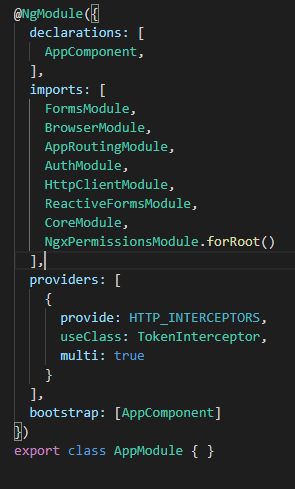 @NgModule({
  declarations: [
    AppComponent,
  ],
  imports: [
    FormsModule,
    BrowserModule,
    AppRoutingModule,
    AuthModule,
    HttpClientModule,
    ReactiveFormsModule,
    CoreModule,
    NgxPermissionsModule.forRoot()
  ],
  providers: [
    {
      provide: HTTP_INTERCEPTORS,
      useClass: TokenInterceptor,
      multi: true
    }
  ],
  bootstrap: [AppComponent]
})
export class AppModule { }